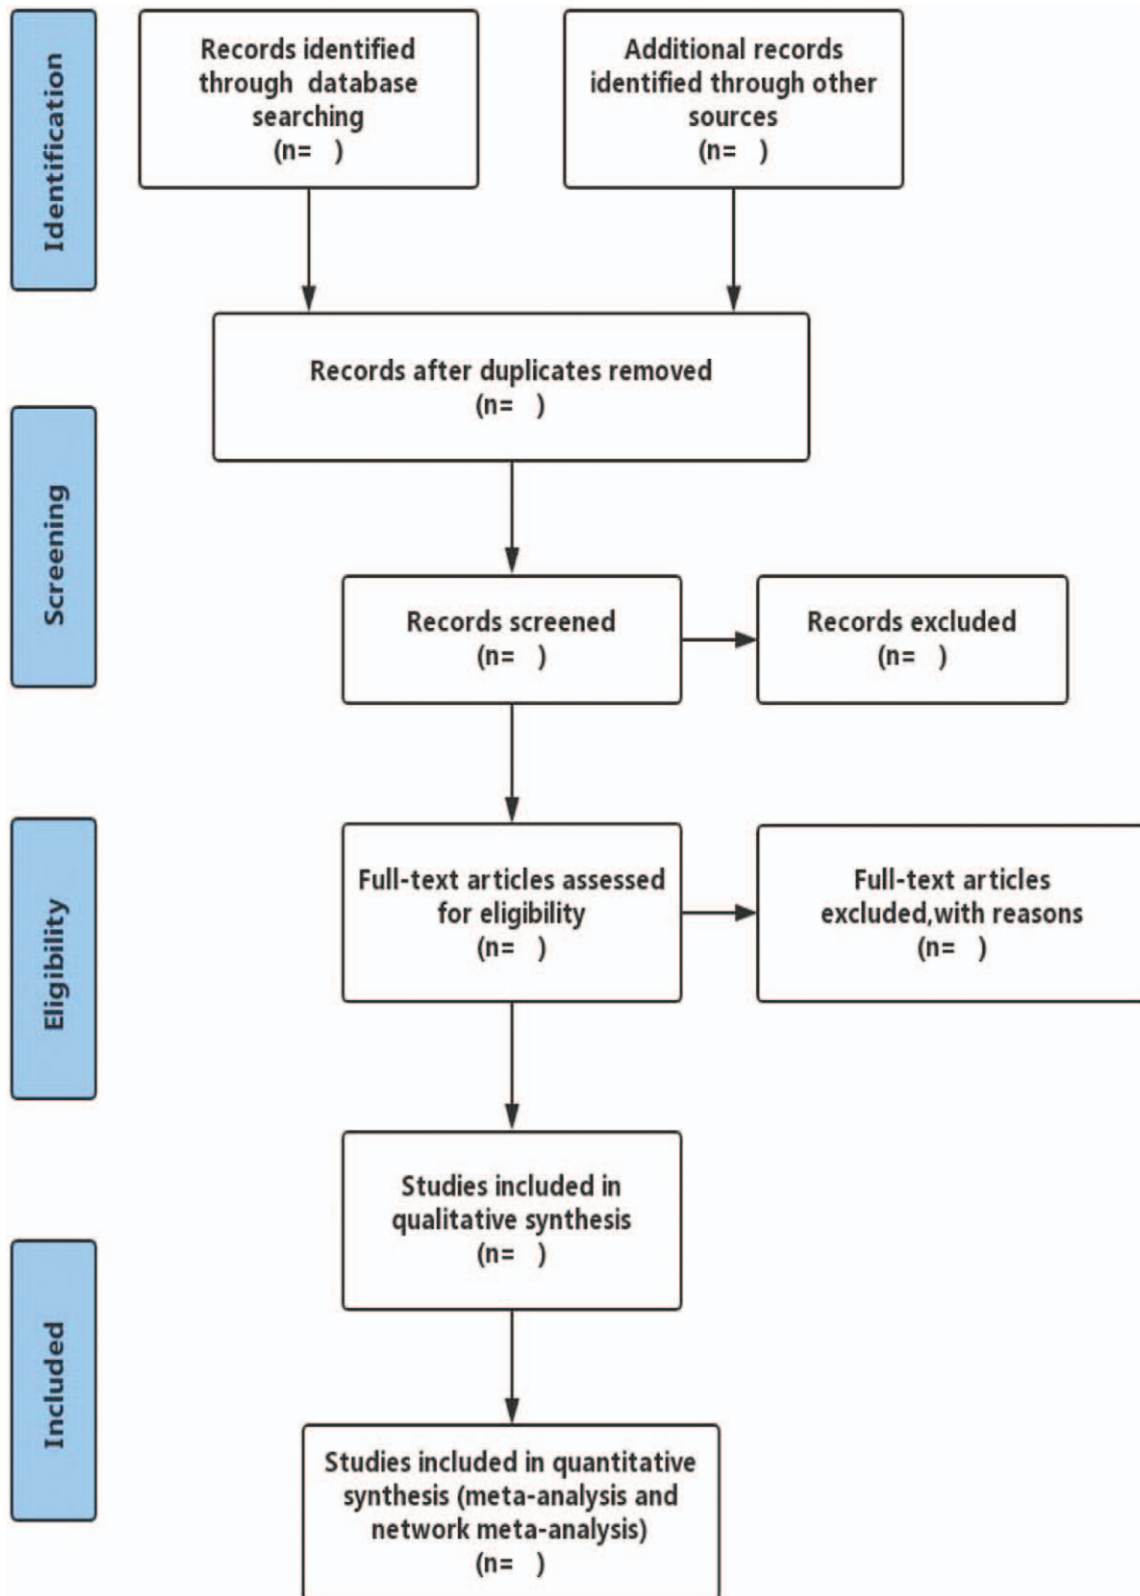 Identification
Records identified
through  database
searching
(n=   )
Additional records
identified through other
sources
(n=   )
Records after duplicates removed
(n=   )
Screening
Records screened
(n=   )
Records excluded
(n=   )
Eligibility
Full-text articles assessed
for eligibility
(n=   )
Full-text articles
excluded,with reasons
(n=   )
Studies included in
qualitative synthesis
(n=   )
Included
Studies included in quantitative
synthesis (meta-analysis and
network meta-analysis)
(n=   )